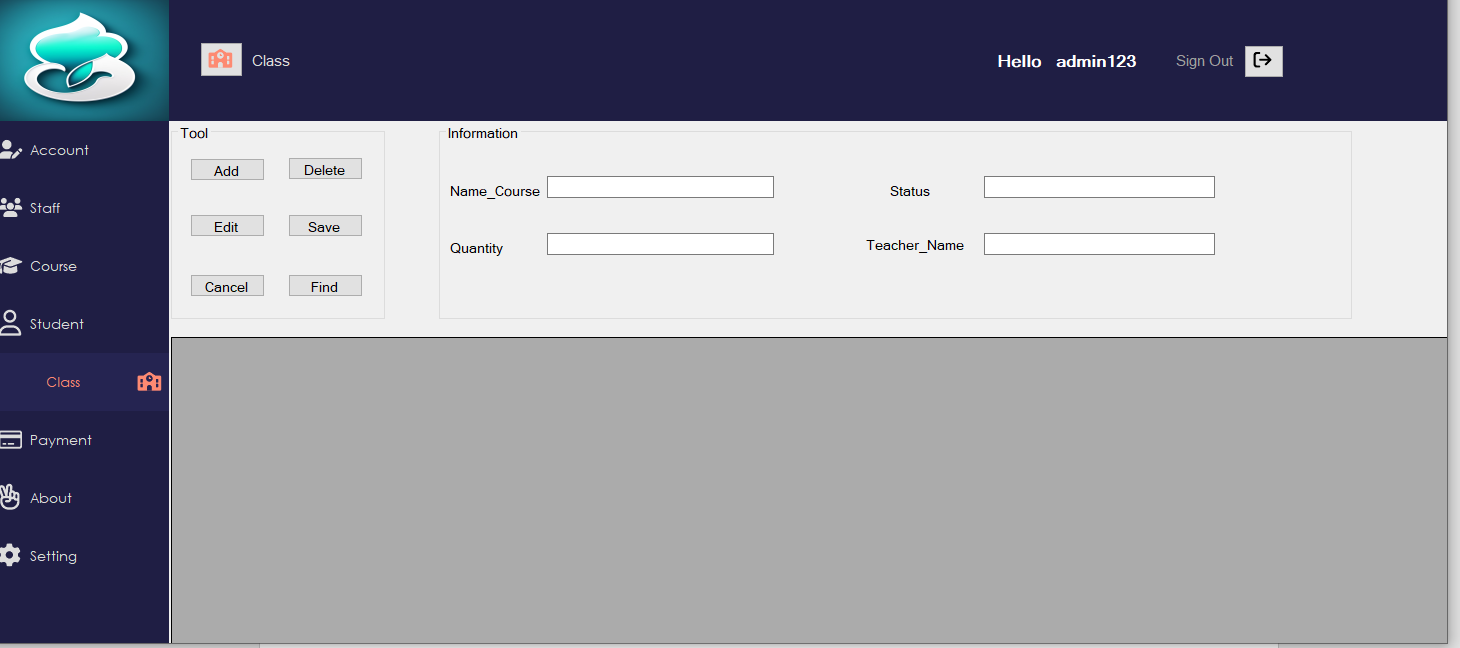 Class
Hello admin123
Sign Out
Account
Staff
Course
Student
Class
Payment
About
Setting
Tool
Add Delete
Edit Save
Cancel Find
Information
Name_Course Status
Quantity Teacher_Name